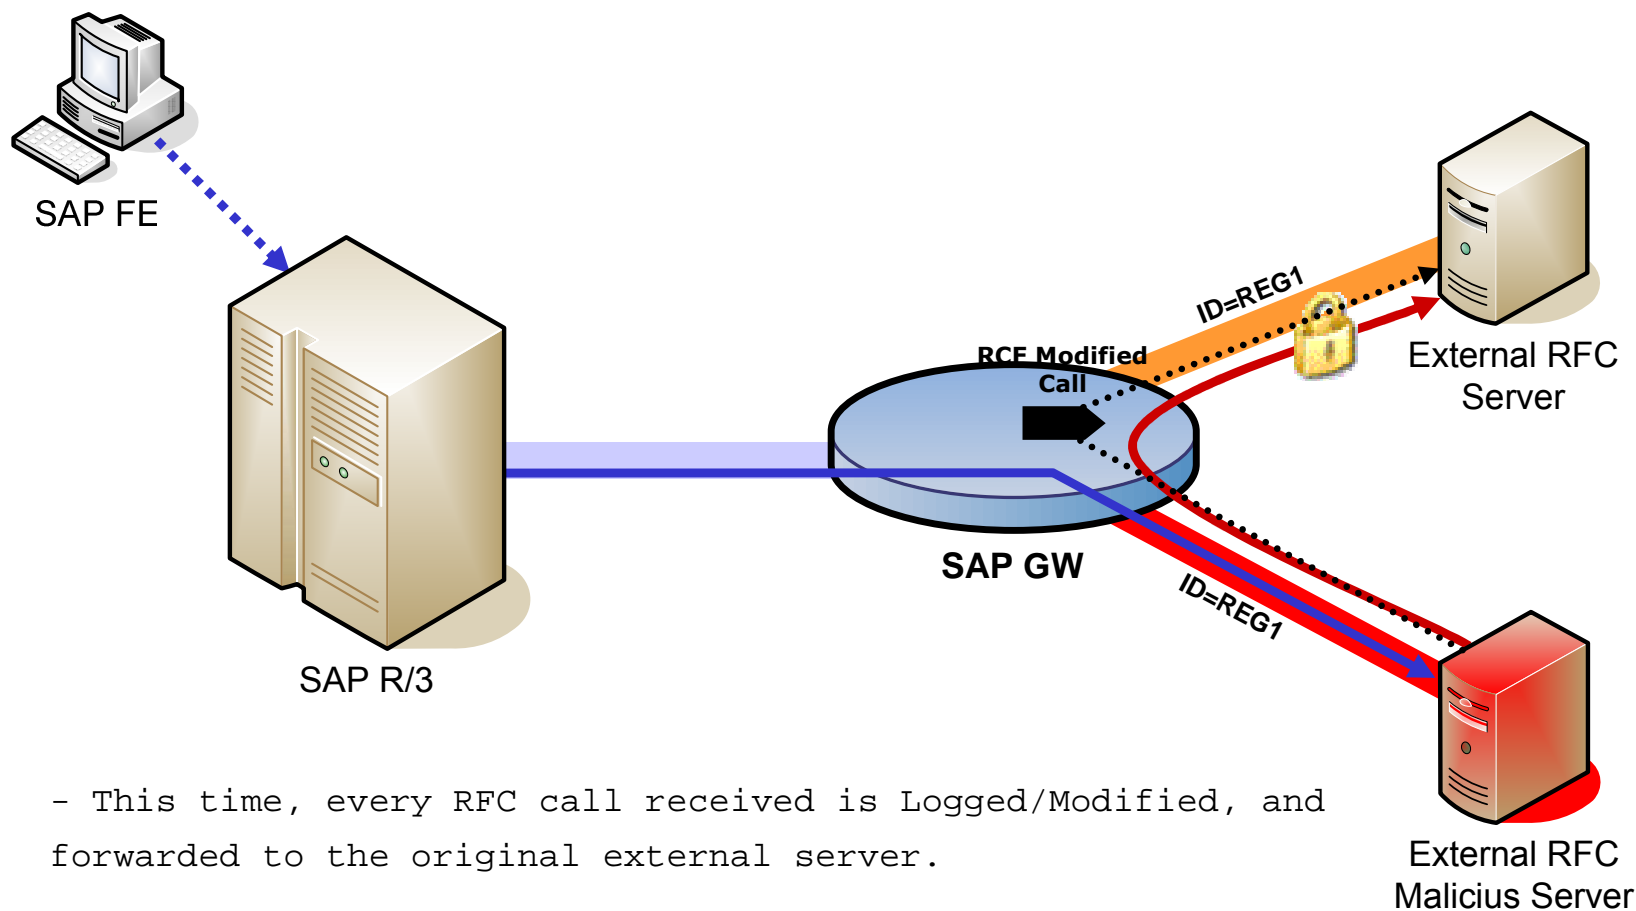 SAP FE
SAP R/3
RCF Modified
Call
SAP GW
ID=REG1
External RFC
Server
ID=REG1
External RFC
Malicius Server
- This time, every RFC call received is Logged/Modified, and
forwarded to the original external server.